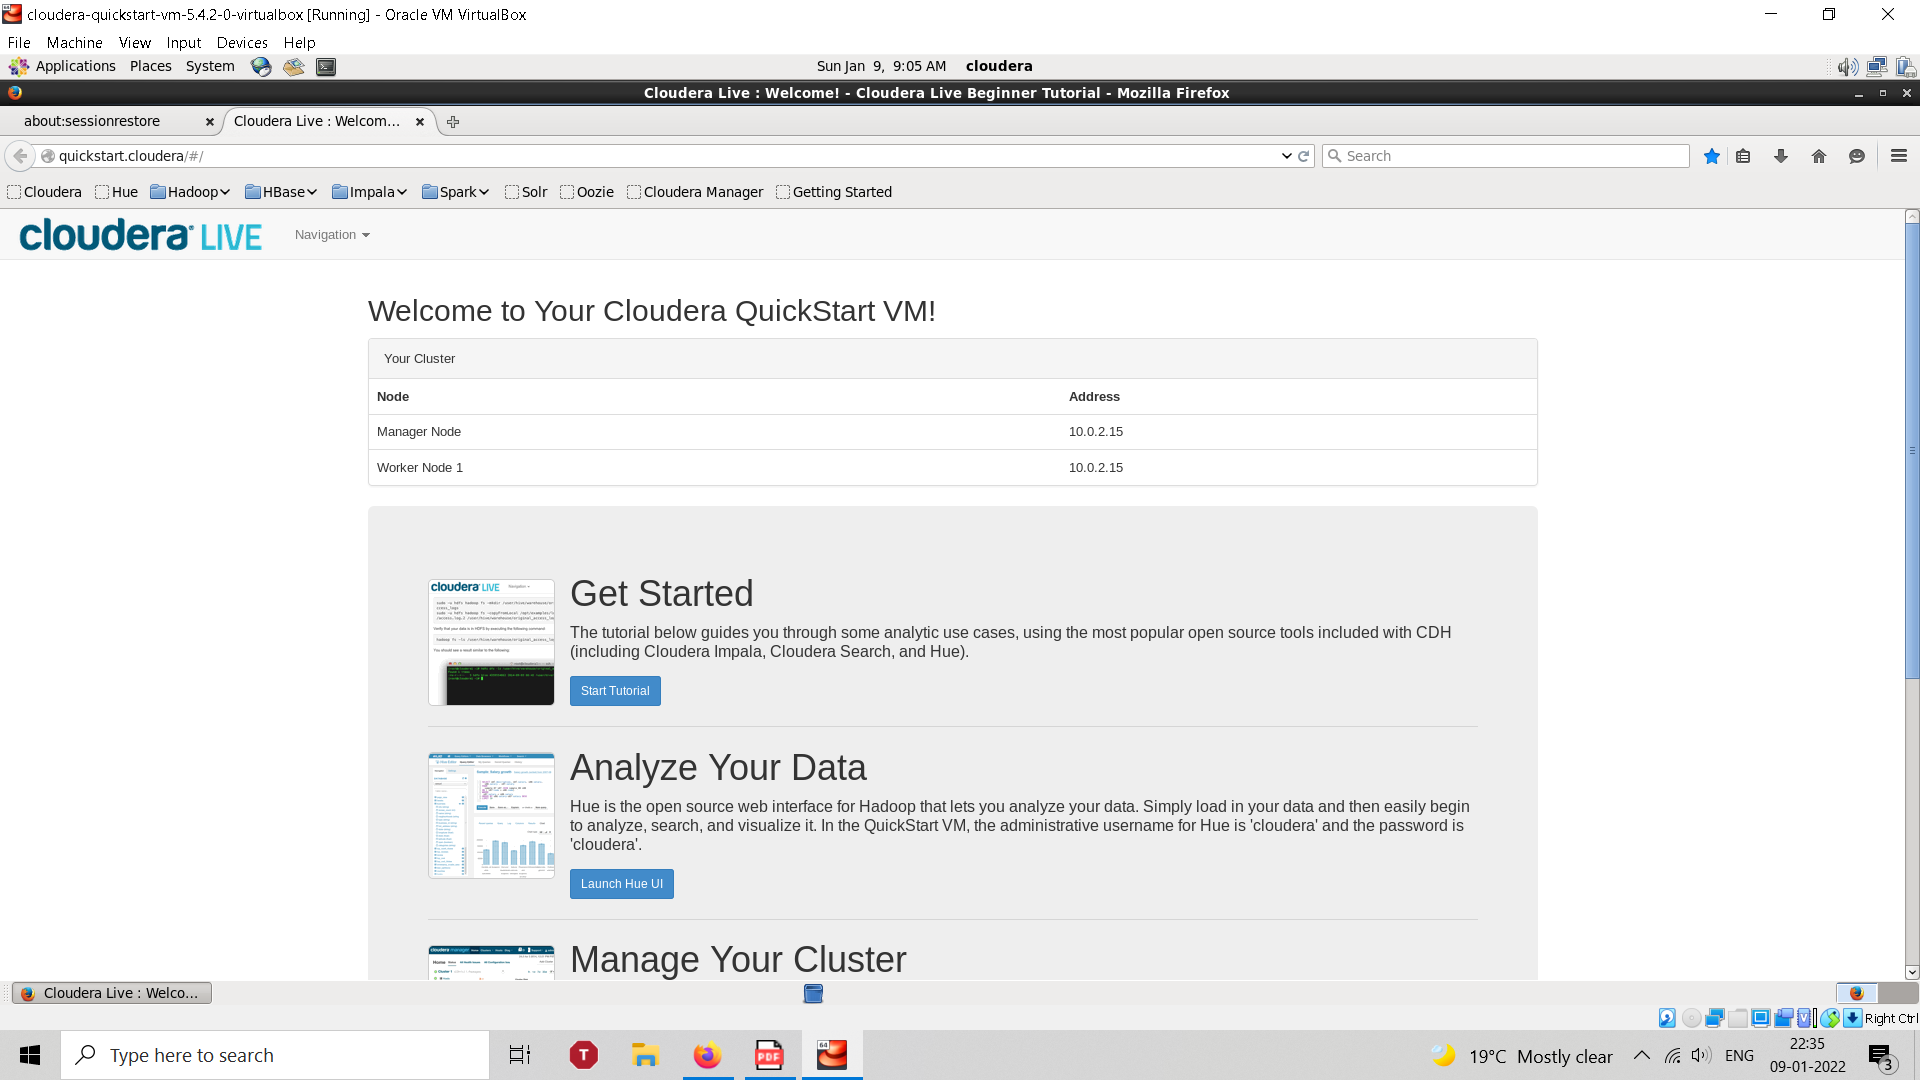 cloudera-quickstart-vm-5.4.2-0-virtualbox [Running] - Oracle VM VirtualBox
File Machine View Input Devices Help
Applications Places System Sun Jan 9, 9:05 AM cloudera
Cloudera Live : Welcome! - Cloudera Live Beginner Tutorial - Mozilla Firefox
about:sessionrestore Cloudera Live : Welcom...
quickstart.cloudera/#/ Search
Cloudera Hue Hadoop HBase Impala Spark Solr Oozie Cloudera Manager Getting Started
cloudera LIVE Navigation
Welcome to Your Cloudera QuickStart VM!
Your Cluster
Node Address
Manager Node 10.0.2.15
Worker Node 1 10.0.2.15
Get Started
The tutorial below guides you through some analytic use cases, using the most popular open source tools included with CDH
(including Cloudera Impala, Cloudera Search, and Hue).
Start Tutorial
Analyze Your Data
Hue is the open source web interface for Hadoop that lets you analyze your data. Simply load in your data and then easily begin
to analyze, search, and visualize it. In the QuickStart VM, the administrative username for Hue is 'cloudera' and the password is
'cloudera'.
Launch Hue UI
Manage Your Cluster
Cloudera Live : Welco...
Right Ctrl
Type here to search
19°C Mostly clear
ENG
22:35
09-01-2022
3